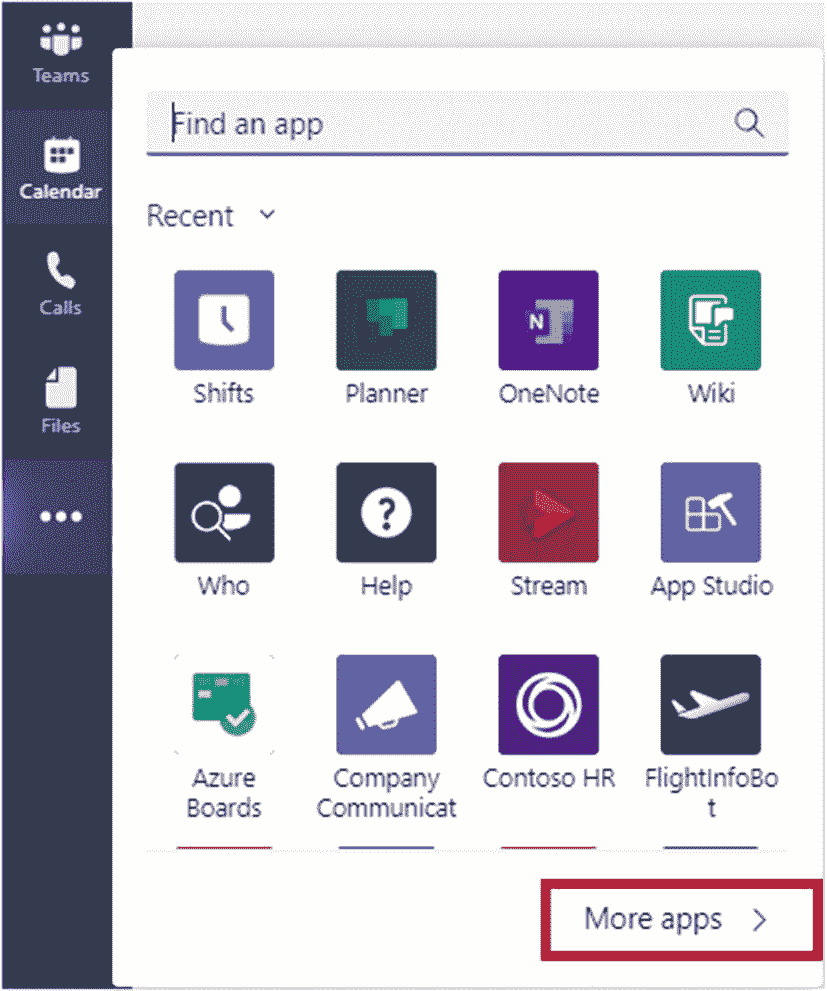 Teams
Calendar
Calls
Files
Find an app
Recent
Shifts Planner OneNote Wiki
N
Who Help Stream App Studio
?
Azure Boards
Company Communicat
Contoso HR
FlightInfoBo
t
More apps